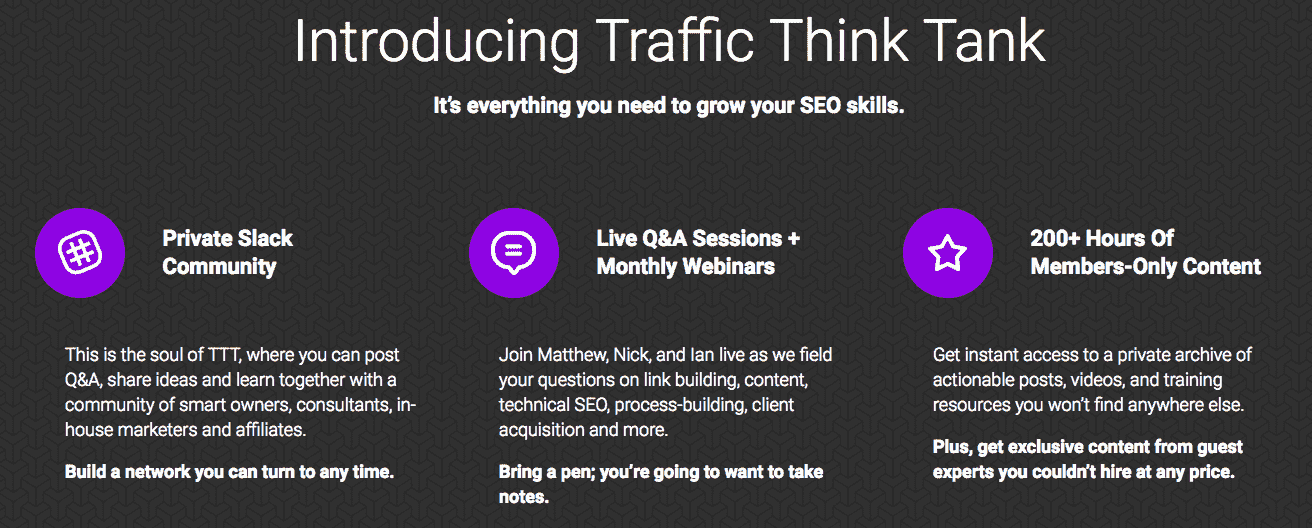 Introducing Traffic Think Tank
It's everything you need to grow your SEO skills.
Private Slack
Community
This is the soul of TTT, where you can post
Q&A, share ideas and learn together with a
community of smart owners, consultants, in-
house marketers and affiliates.
Build a network you can turn to any time.
Live Q&A Sessions +
Monthly Webinars
Join Matthew, Nick, and Ian live as we field
your questions on link building, content,
technical SEO, process-building, client
acquisition and more.
Bring a pen; you're going to want to take
notes.
200+ Hours Of
Members-Only Content
Get instant access to a private archive of
actionable posts, videos, and training
resources you won't find anywhere else.
Plus, get exclusive content from guest
experts you couldn't hire at any price.